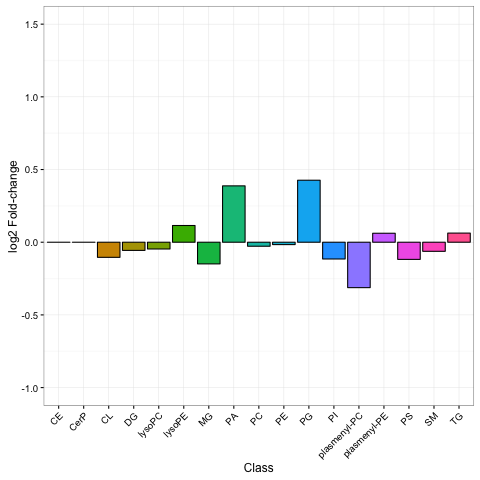 log2 Fold-change
1.5
1.0
0.5
0.0
-0.5
-1.0
CE
CerP
CL
DG
lysoPC
lysoPE
MG
PA
PC
PE
PG
PI
plasmenyl-PC
plasmenyl-PE
PS
SM
TG
Class